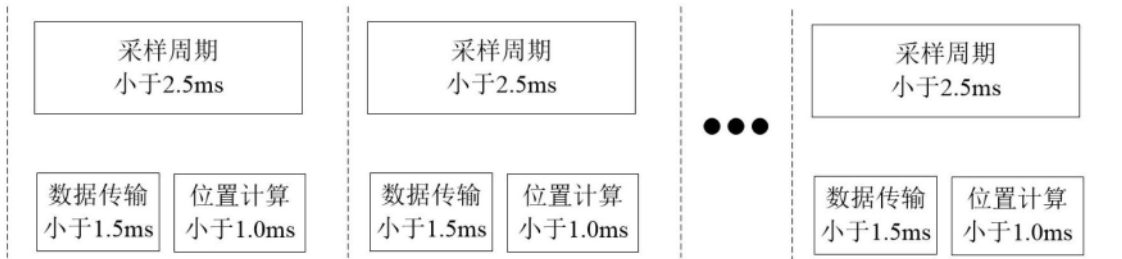 采样周期
小于2.5ms
采样周期
小于2.5ms
采样周期
小于2.5ms
数据传输
小于1.5ms
位置计算
小于1.0ms
数据传输
小于1.5ms
位置计算
小于1.0ms
数据传输
小于1.5ms
位置计算
小于1.0ms